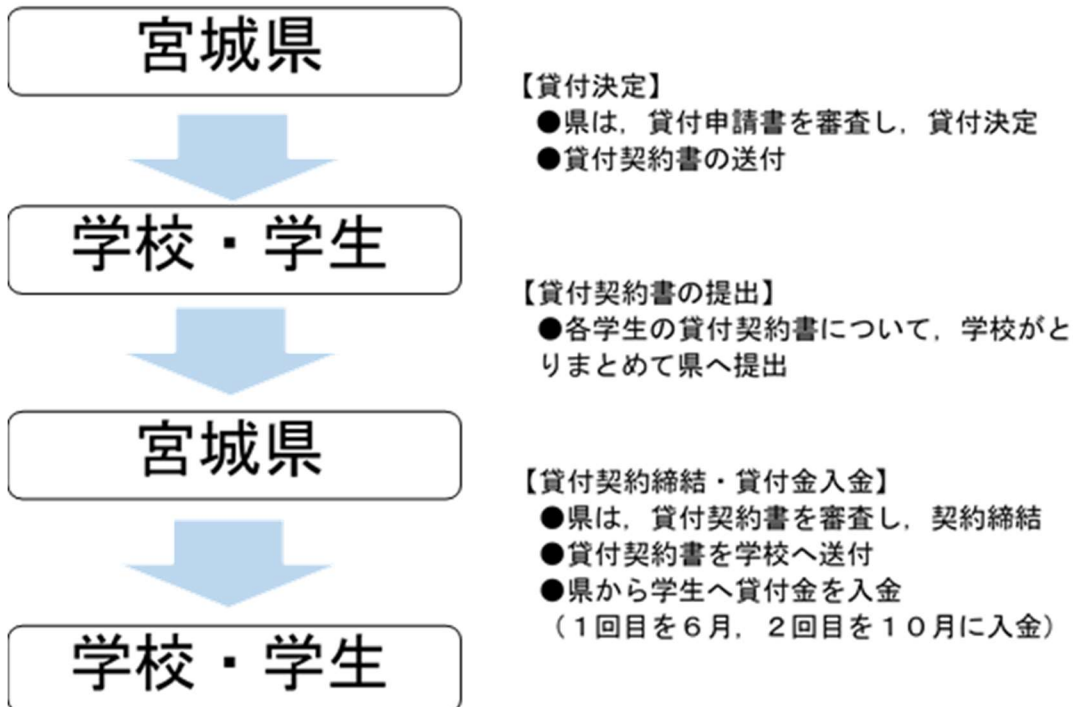 宮城県
【貸付決定】
●県は，貸付申請書を審査し，貸付決定
●貸付契約書の送付
学校・学生
【貸付契約書の提出】
●各学生の貸付契約書について，学校がと
りまとめて県へ提出
宮城県
【貸付契約締結・貸付金入金】
●県は，貸付契約書を審査し，契約締結
●貸付契約書を学校へ送付
●県から学生へ貸付金を入金
（１回目を６月，２回目を１０月に入金）
学校・学生